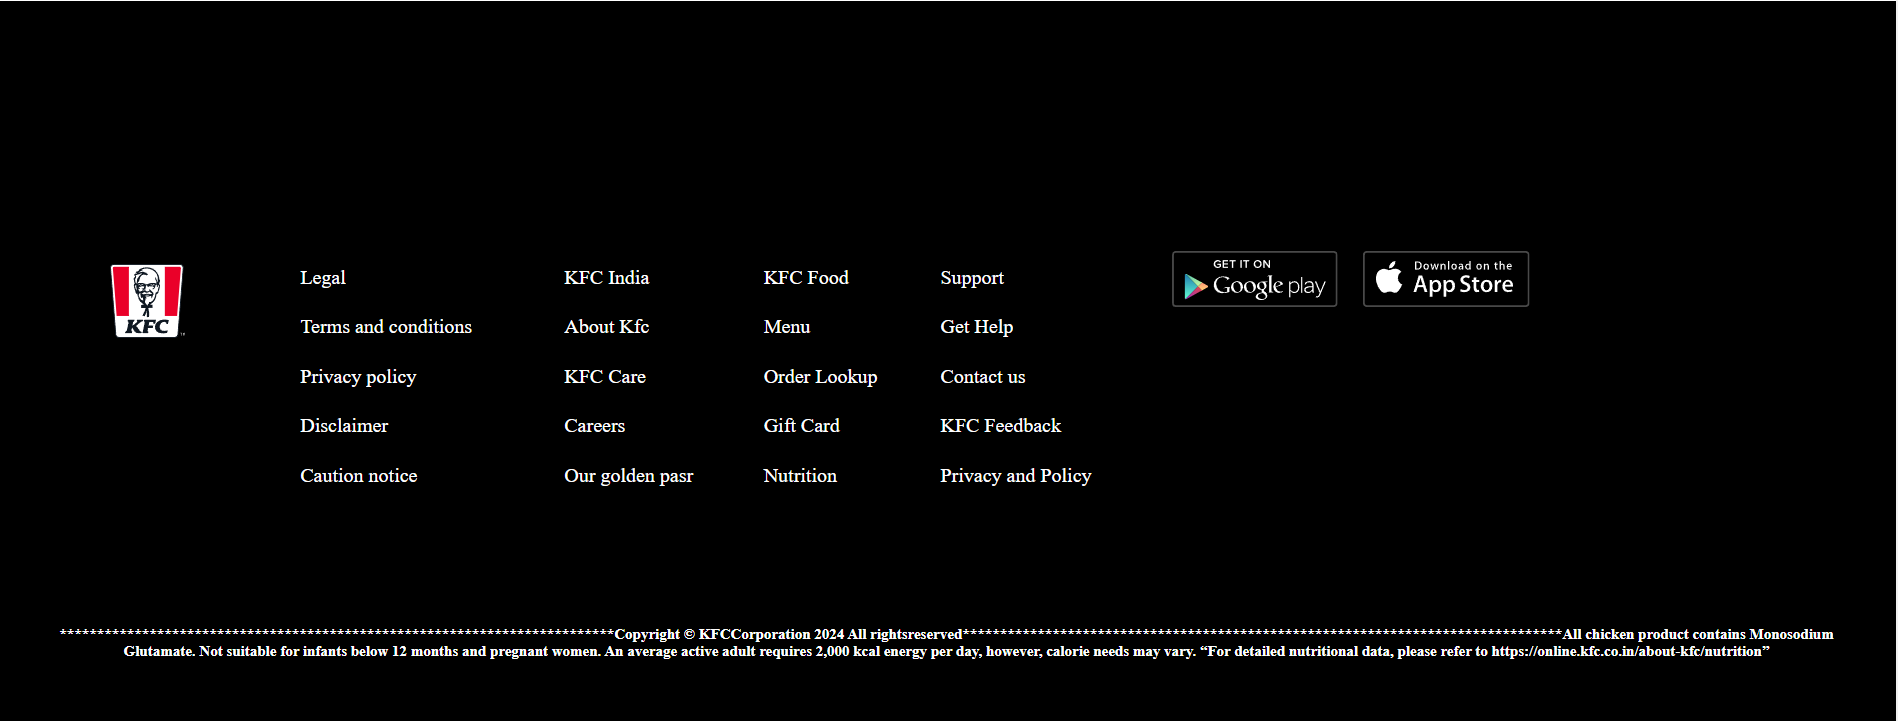 KFC
Legal
Terms and conditions
Privacy policy
Disclaimer
Caution notice
KFC India
About Kfc
KFC Care
Careers
Our golden pasr
KFC Food
Menu
Order Lookup
Gift Card
Nutrition
Support
Get Help
Contact us
KFC Feedback
Privacy and Policy
GET IT ON
Google play
Download on the
App Store
**************************************************************************Copyright © KFCCorporation 2024 All rightsreserved********************************************************************************All chicken product contains Monosodium
Glutamate. Not suitable for infants below 12 months and pregnant women. An average active adult requires 2,000 kcal energy per day, however, calorie needs may vary. “For detailed nutritional data, please refer to https://online.kfc.co.in/about-kfc/nutrition”